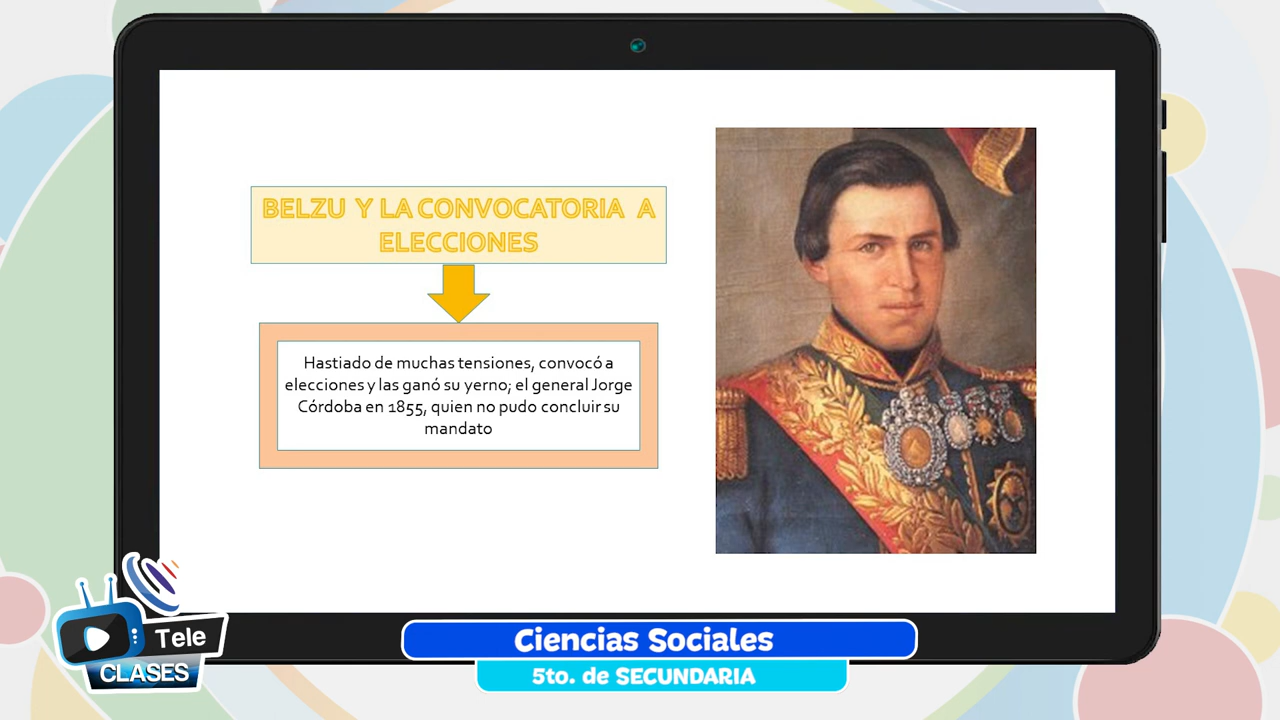 BELZU Y LA CONVOCATORIA A
ELECCIONES
Hastiado de muchas tensiones, convocó a
elecciones y las ganó su yerno; el general Jorge
Córdoba en 1855, quien no pudo concluir su
mandato
Tele
CLASES
Ciencias Sociales
5to. de SECUNDARIA